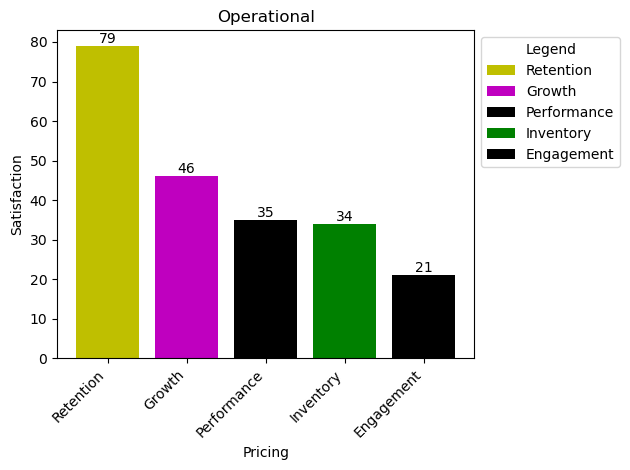 Operational
Satisfaction
80
70
60
50
40
30
20
10
0
79
46
35
34
21
Retention
Growth
Performance
Inventory
Engagement
Pricing
Legend
Retention
Growth
Performance
Inventory
Engagement